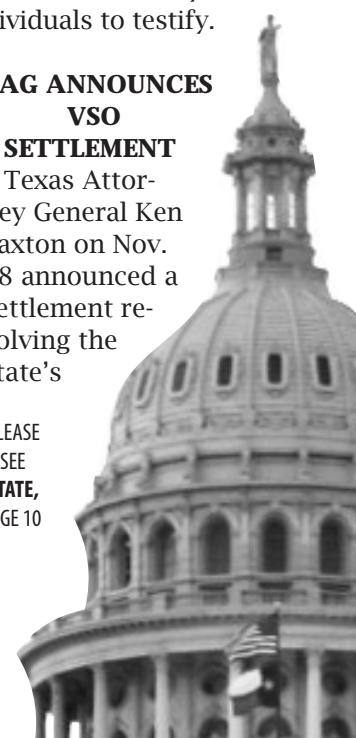 ividuals to testify.
AG ANNOUNCES
VSO
SETTLEMENT
Texas Attor-
ey General Ken
axton on Nov.
8 announced a
ettlement re-
olving the
tate’s
LEASE
SEE
TATE,
GE 10